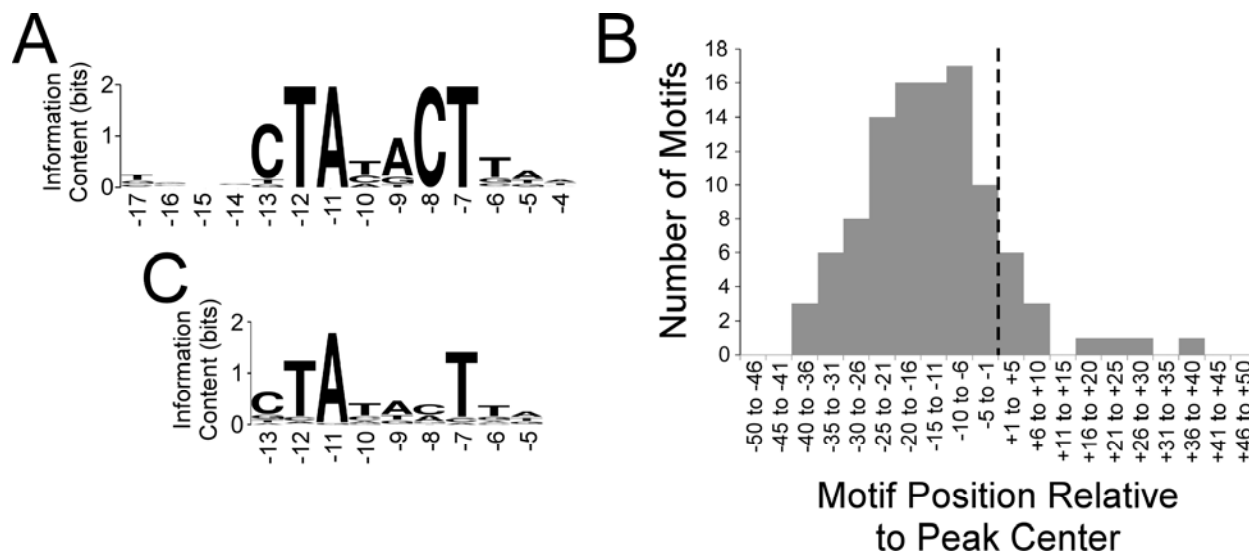 A
Information
Content (bits)
2
1
0
CTATACTTA
-17 -16 -15 -14 -13 -12 -11 -10 -9 -8 -7 -6 -5 -4
C
Information
Content (bits)
2
1
0
CTATACTTA
-13 -12 -11 -10 -9 -8 -7 -6 -5
B
Number of Motifs
18
16
14
12
10
8
6
4
2
0
-50 to -46
-45 to -41
-40 to -36
-35 to -31
-30 to -26
-25 to -21
-20 to -16
-15 to -11
-10 to -6
-5 to -1
+1 to +5
+6 to +10
+11 to +15
+16 to +20
+21 to +25
+26 to +30
+31 to +35
+36 to +40
+41 to +45
+46 to +50
Motif Position Relative
to Peak Center